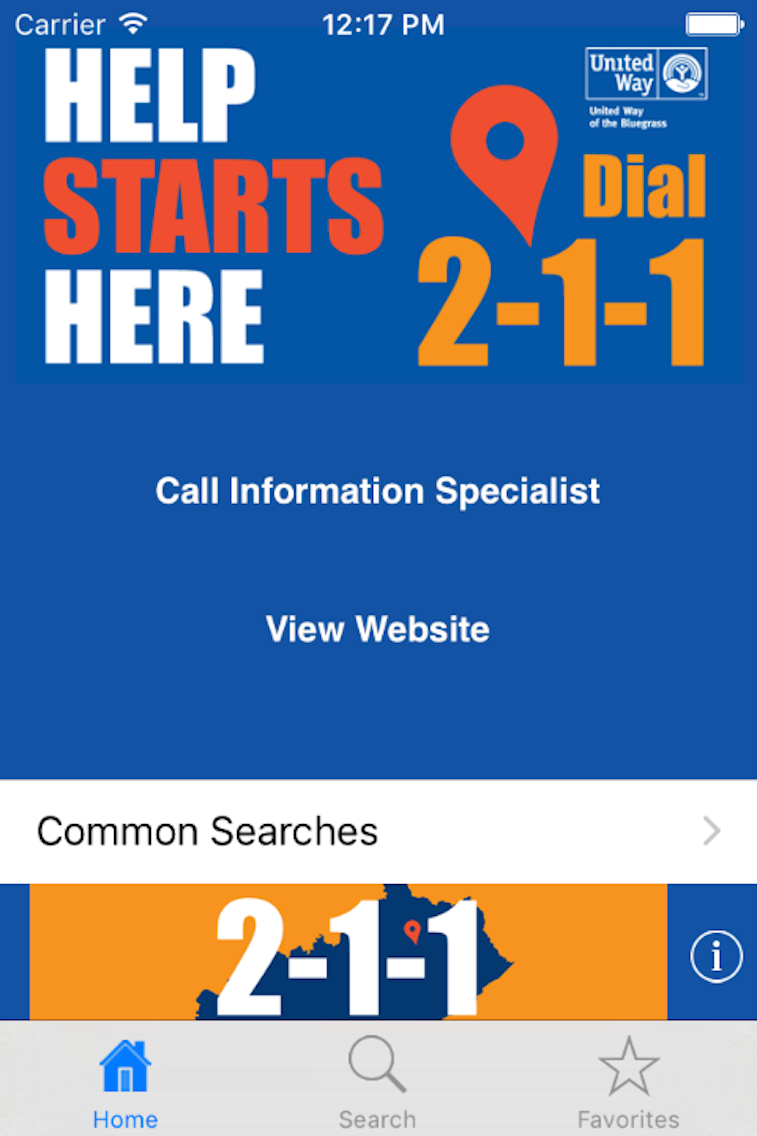 Carrier 12:17 PM
HELP
STARTS
HERE
United
Way
United Way
of the Bluegrass
Dial
2-1-1
Call Information Specialist
View Website
Common Searches
2-1-1
i
Home Search Favorites